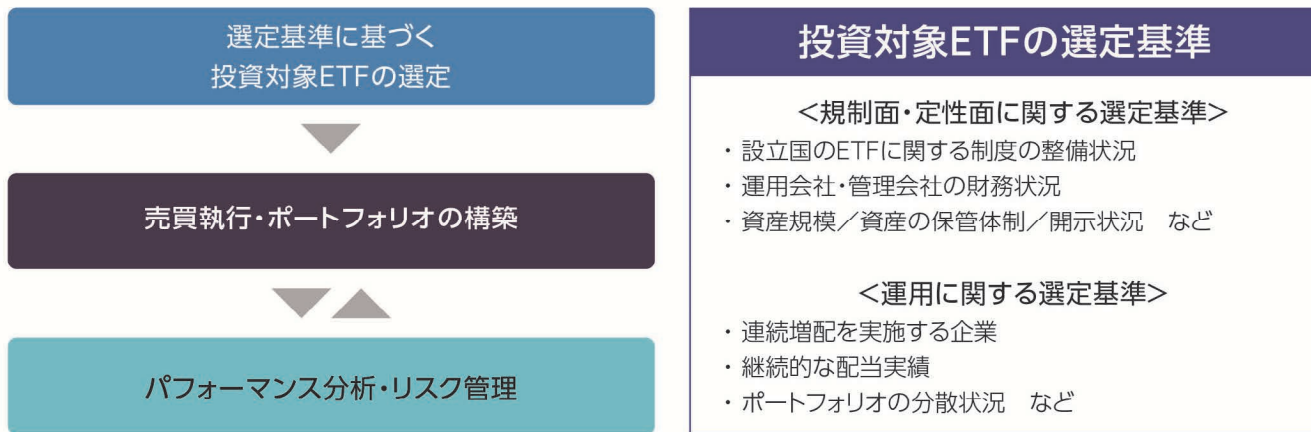 選定基準に基づく
投資対象ETFの選定
売買執行・ポートフォリオの構築
パフォーマンス分析・リスク管理
投資対象ETFの選定基準
＜規制面・定性面に関する選定基準＞
・設立国のETFに関する制度の整備状況
・運用会社・管理会社の財務状況
・資産規模／資産の保管体制／開示状況　など
＜運用に関する選定基準＞
・連続増配を実施する企業
・継続的な配当実績
・ポートフォリオの分散状況　など